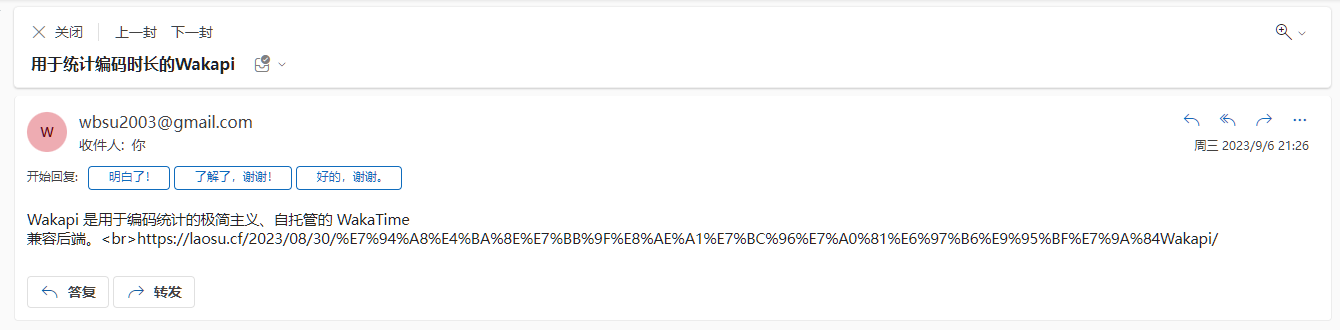 关闭 上一封 下一封
用于统计编码时长的Wakapi
W
wbsu2003@gmail.com
收件人: 你
周三 2023/9/6 21:26
开始回复: 明白了! 了解了，谢谢! 好的，谢谢。
Wakapi 是用于编码统计的极简主义、自托管的 WakaTime
兼容后端。<br>https://laosu.cf/2023/08/30/%E7%94%A8%E4%BA%8E%E7%BB%9F%E8%AE%A1%E7%BC%96%E7%A0%81%E6%97%B6%E9%95%BF%E7%9A%84Wakapi/
答复 转发